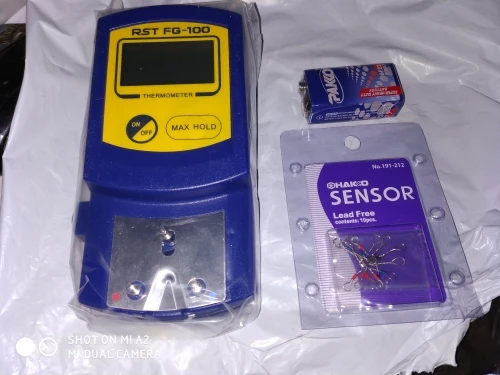 RST FG-100
THERMOMETER
ON
OFF
MAX HOLD
PAKKO
No.191-212
HAKKO
SENSOR
Lead Free
contents: 10pcs.
SHOT ON MI A2
MI DUAL CAMERA